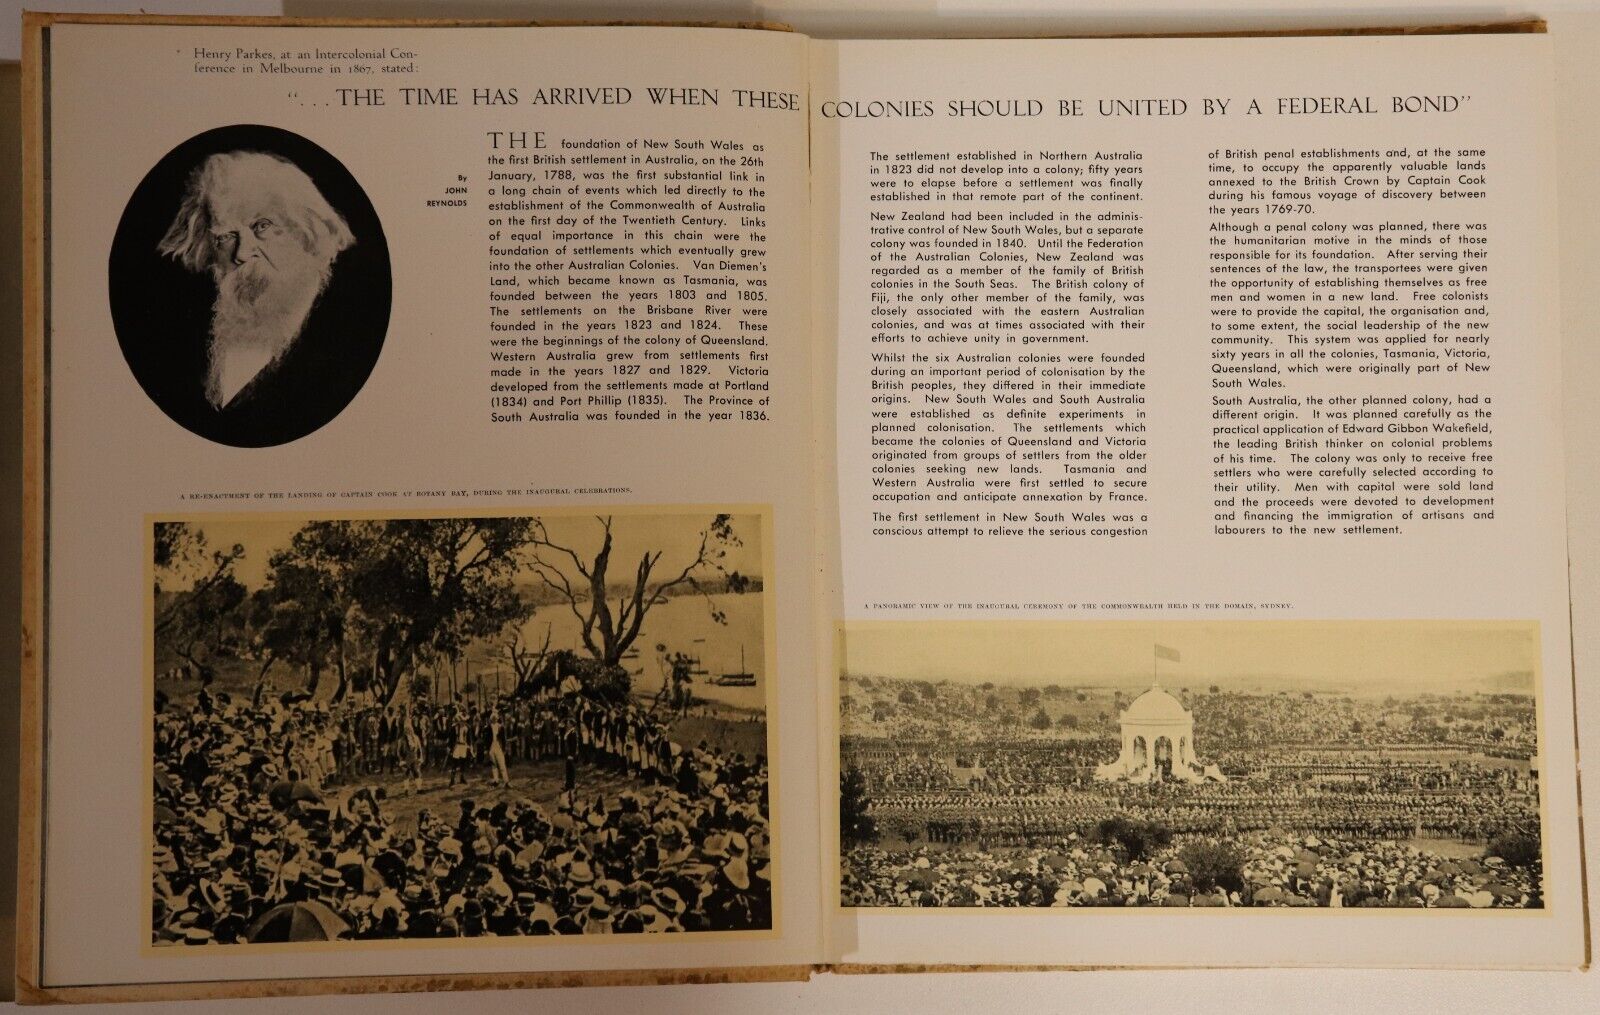 Henry Parkes, at an Intercolonial Con-
ference in Melbourne in 1867, stated:
"...THE TIME HAS ARRIVED WHEN THESE COLONIES SHOULD BE UNITED BY A FEDERAL BOND"
By
JOHN
REYNOLDS
THE foundation of New South Wales as
the first British settlement in Australia, on the 26th
January, 1788, was the first substantial link in
a long chain of events which led directly to the
establishment of the Commonwealth of Australia
on the first day of the Twentieth Century. Links
of equal importance in this chain were the
foundation of settlements which eventually grew
into the other Australian Colonies. Van Diemen's
Land, which became known as Tasmania, was
founded between the years 1803 and 1805.
The settlements on the Brisbane River were
founded in the years 1823 and 1824. These
were the beginnings of the colony of Queensland.
Western Australia grew from settlements first
made in the years 1827 and 1829. Victoria
developed from the settlements made at Portland
(1834) and Port Phillip (1835). The Province of
South Australia was founded in the year 1836.
A RE-ENACTMENT OF THE LANDING OF CAPTAIN COOK AT BOTANY BAY, DURING THE INAUGURAL CELEBRATIONS.
The settlement established in Northern Australia
in 1823 did not develop into a colony; fifty years
were to elapse before a settlement was finally
established in that remote part of the continent.
New Zealand had been included in the adminis-
trative control of New South Wales, but a separate
colony was founded in 1840. Until the Federation
of the Australian Colonies, New Zealand was
regarded as a member of the family of British
colonies in the South Seas. The British colony of
Fiji, the only other member of the family, was
closely associated with the eastern Australian
colonies, and was at times associated with their
efforts to achieve unity in government.
Whilst the six Australian colonies were founded
during an important period of colonisation by the
British peoples, they differed in their immediate
origins. New South Wales and South Australia
were established as definite experiments in
planned colonisation. The settlements which
became the colonies of Queensland and Victoria
originated from groups of settlers from the older
colonies seeking new lands. Tasmania and
Western Australia were first settled to secure
occupation and anticipate annexation by France.
The first settlement in New South Wales was a
conscious attempt to relieve the serious congestion
of British penal establishments and, at the same
time, to occupy the apparently valuable lands
annexed to the British Crown by Captain Cook
during his famous voyage of discovery between
the years 1769-70.
Although a penal colony was planned, there was
the humanitarian motive in the minds of those
responsible for its foundation. After serving their
sentences of the law, the transportees were given
the opportunity of establishing themselves as free
men and women in a new land. Free colonists
were to provide the capital, the organisation and,
to some extent, the social leadership of the new
community. This system was applied for nearly
sixty years in all the colonies, Tasmania, Victoria,
Queensland, which were originally part of New
South Wales.
South Australia, the other planned colony, had a
different origin. It was planned carefully as the
practical application of Edward Gibbon Wakefield,
the leading British thinker on colonial problems
of his time. The colony was only to receive free
settlers who were carefully selected according to
their utility. Men with capital were sold land
and the proceeds were devoted to development
and financing the immigration of artisans and
labourers to the new settlement.
A PANORAMIC VIEW OF THE INAUGURAL CEREMONY OF THE COMMONWEALTH HELD IN THE DOMAIN, SYDNEY.